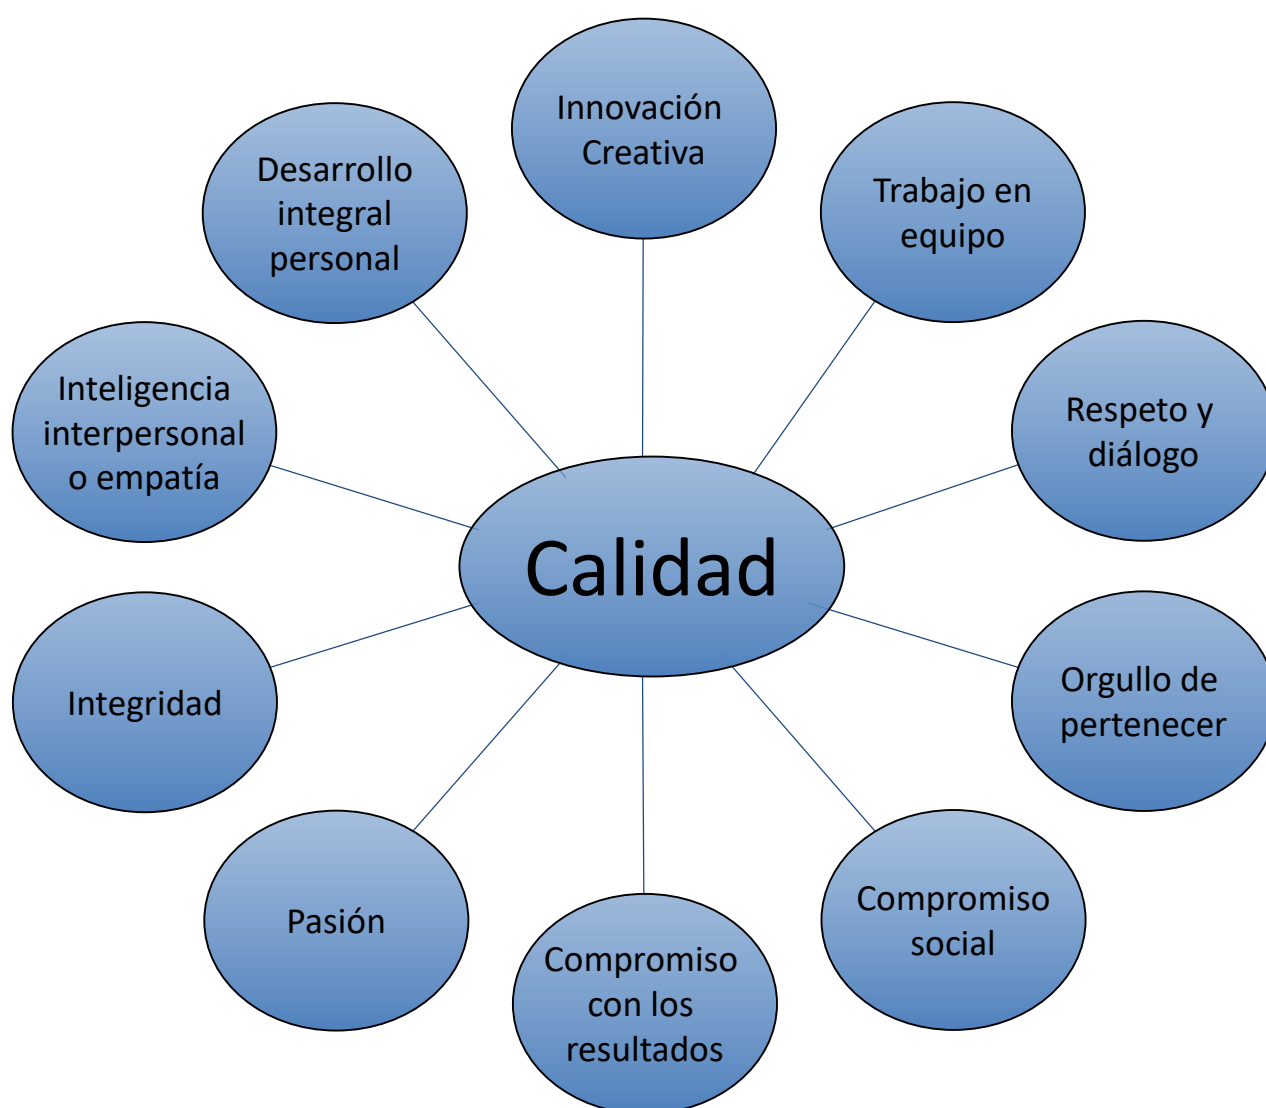 Innovación
Creativa
Trabajo en
equipo
Respeto y
diálogo
Orgullo de
pertenecer
Compromiso
social
Compromiso
con los
resultados
Pasión
Integridad
Inteligencia
interpersonal
o empatía
Desarrollo
integral
personal
Calidad